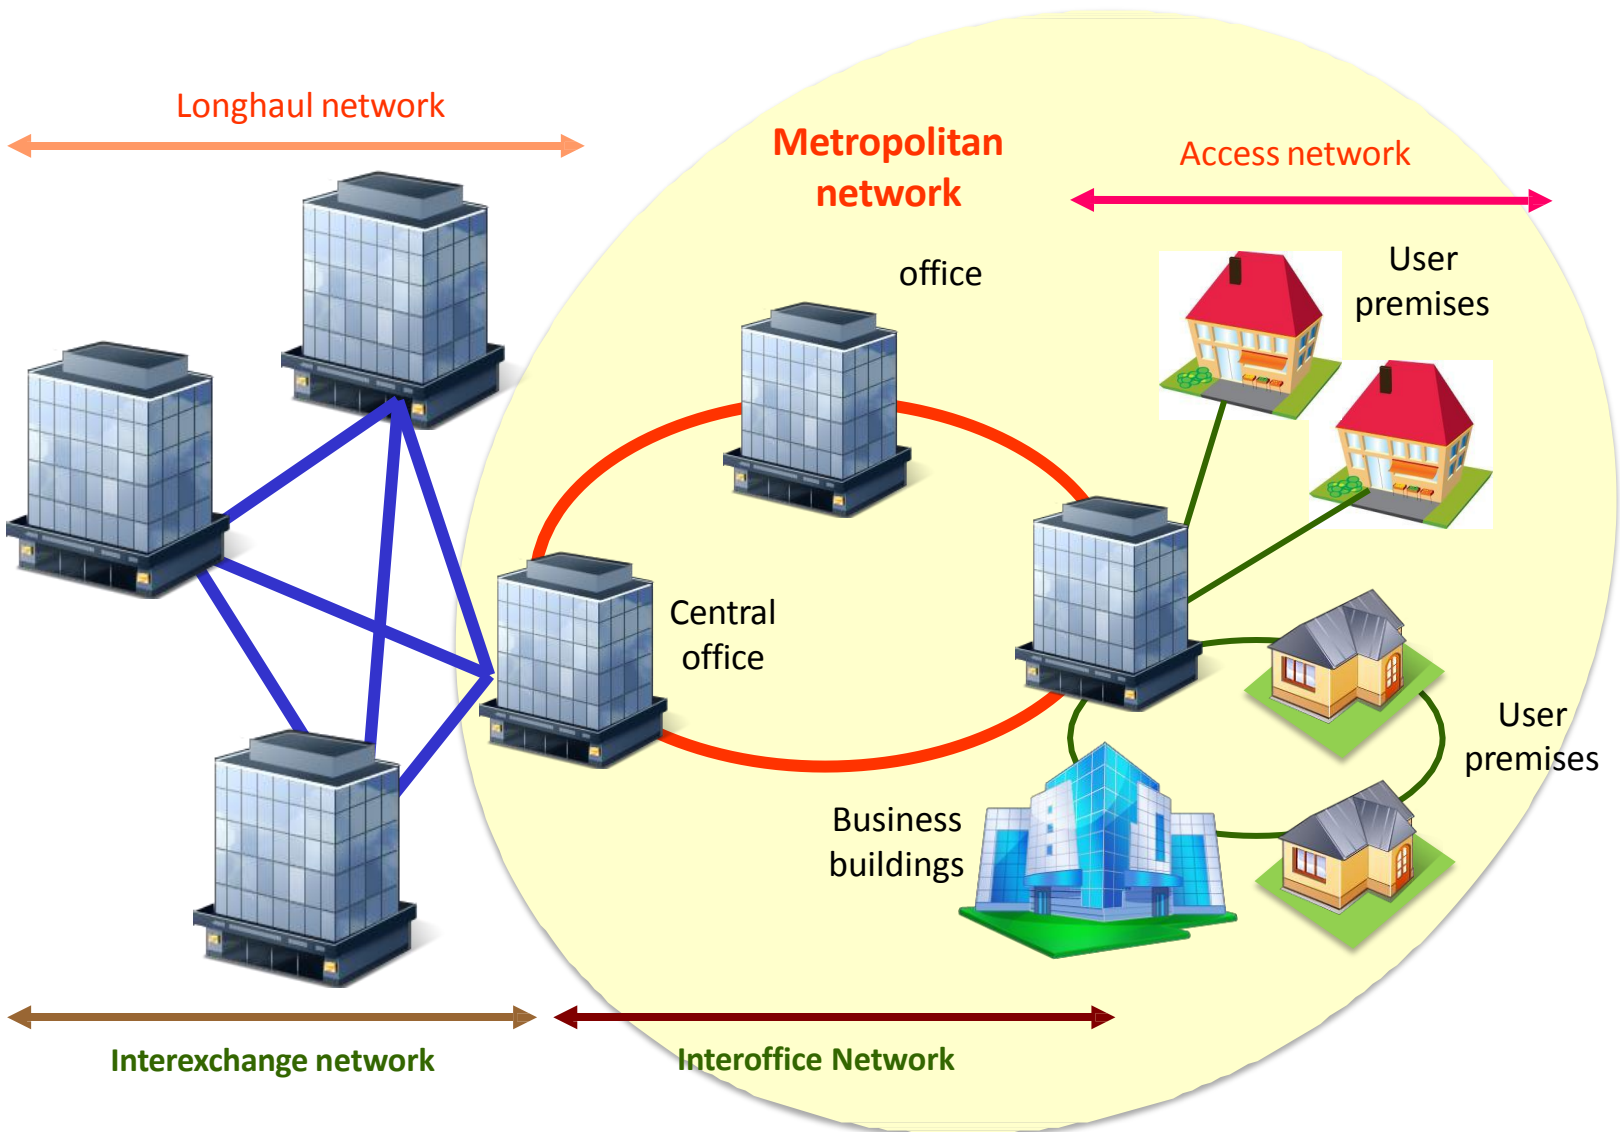 Longhaul network
Metropolitan
network
Access network
office
User
premises
Central
office
User
premises
Business
buildings
Interexchange network
Interoffice Network